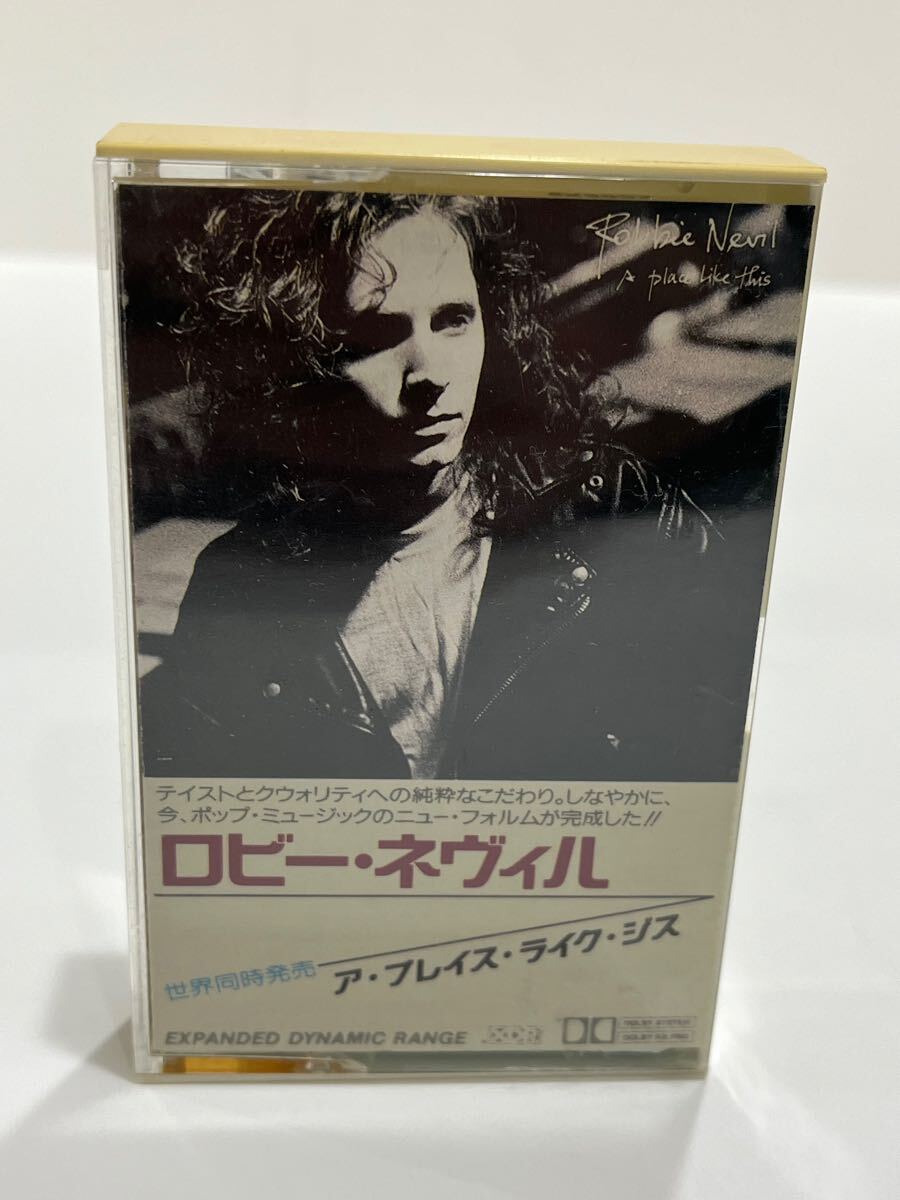 Robbie Nevil
A place like this
テイストとクウォリティへの純粋なこだわり。しなやかに、
今、ポップ・ミュージックのニュー・フォルムが完成した!!
ロビー・ネヴィル
世界同時発売
ア・プレイス・ライク・ジス
EXPANDED DYNAMIC RANGE XDR DOLBY SYSTEM